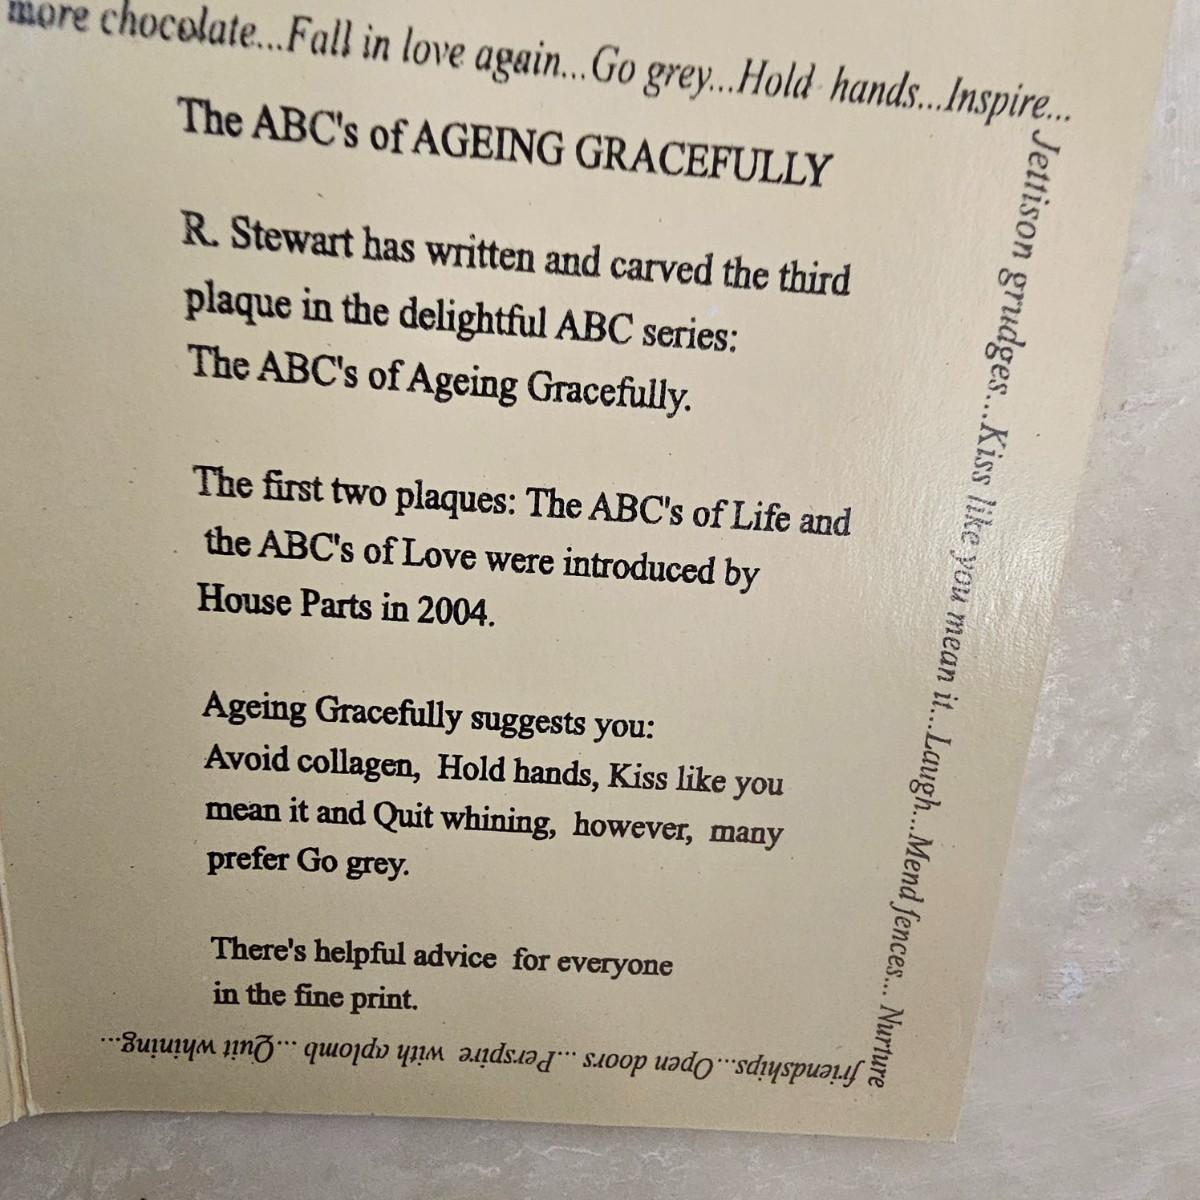 more chocolate...Fall in love again...Go grey...Hold hands...Inspire...
The ABC's of AGEING GRACEFULLY
R. Stewart has written and carved the third
plaque in the delightful ABC series:
The ABC's of Ageing Gracefully.
The first two plaques: The ABC's of Life and
the ABC's of Love were introduced by
House Parts in 2004.
Ageing Gracefully suggests you:
Avoid collagen, Hold hands, Kiss like you
mean it and Quit whining, however, many
prefer Go grey.
There's helpful advice for everyone
in the fine print.
Jettison grudges...Kiss like you mean it...Laugh...Mend fences... Nurture
friendships...Open doors ...Perspire with aplomb ...Quit whining...